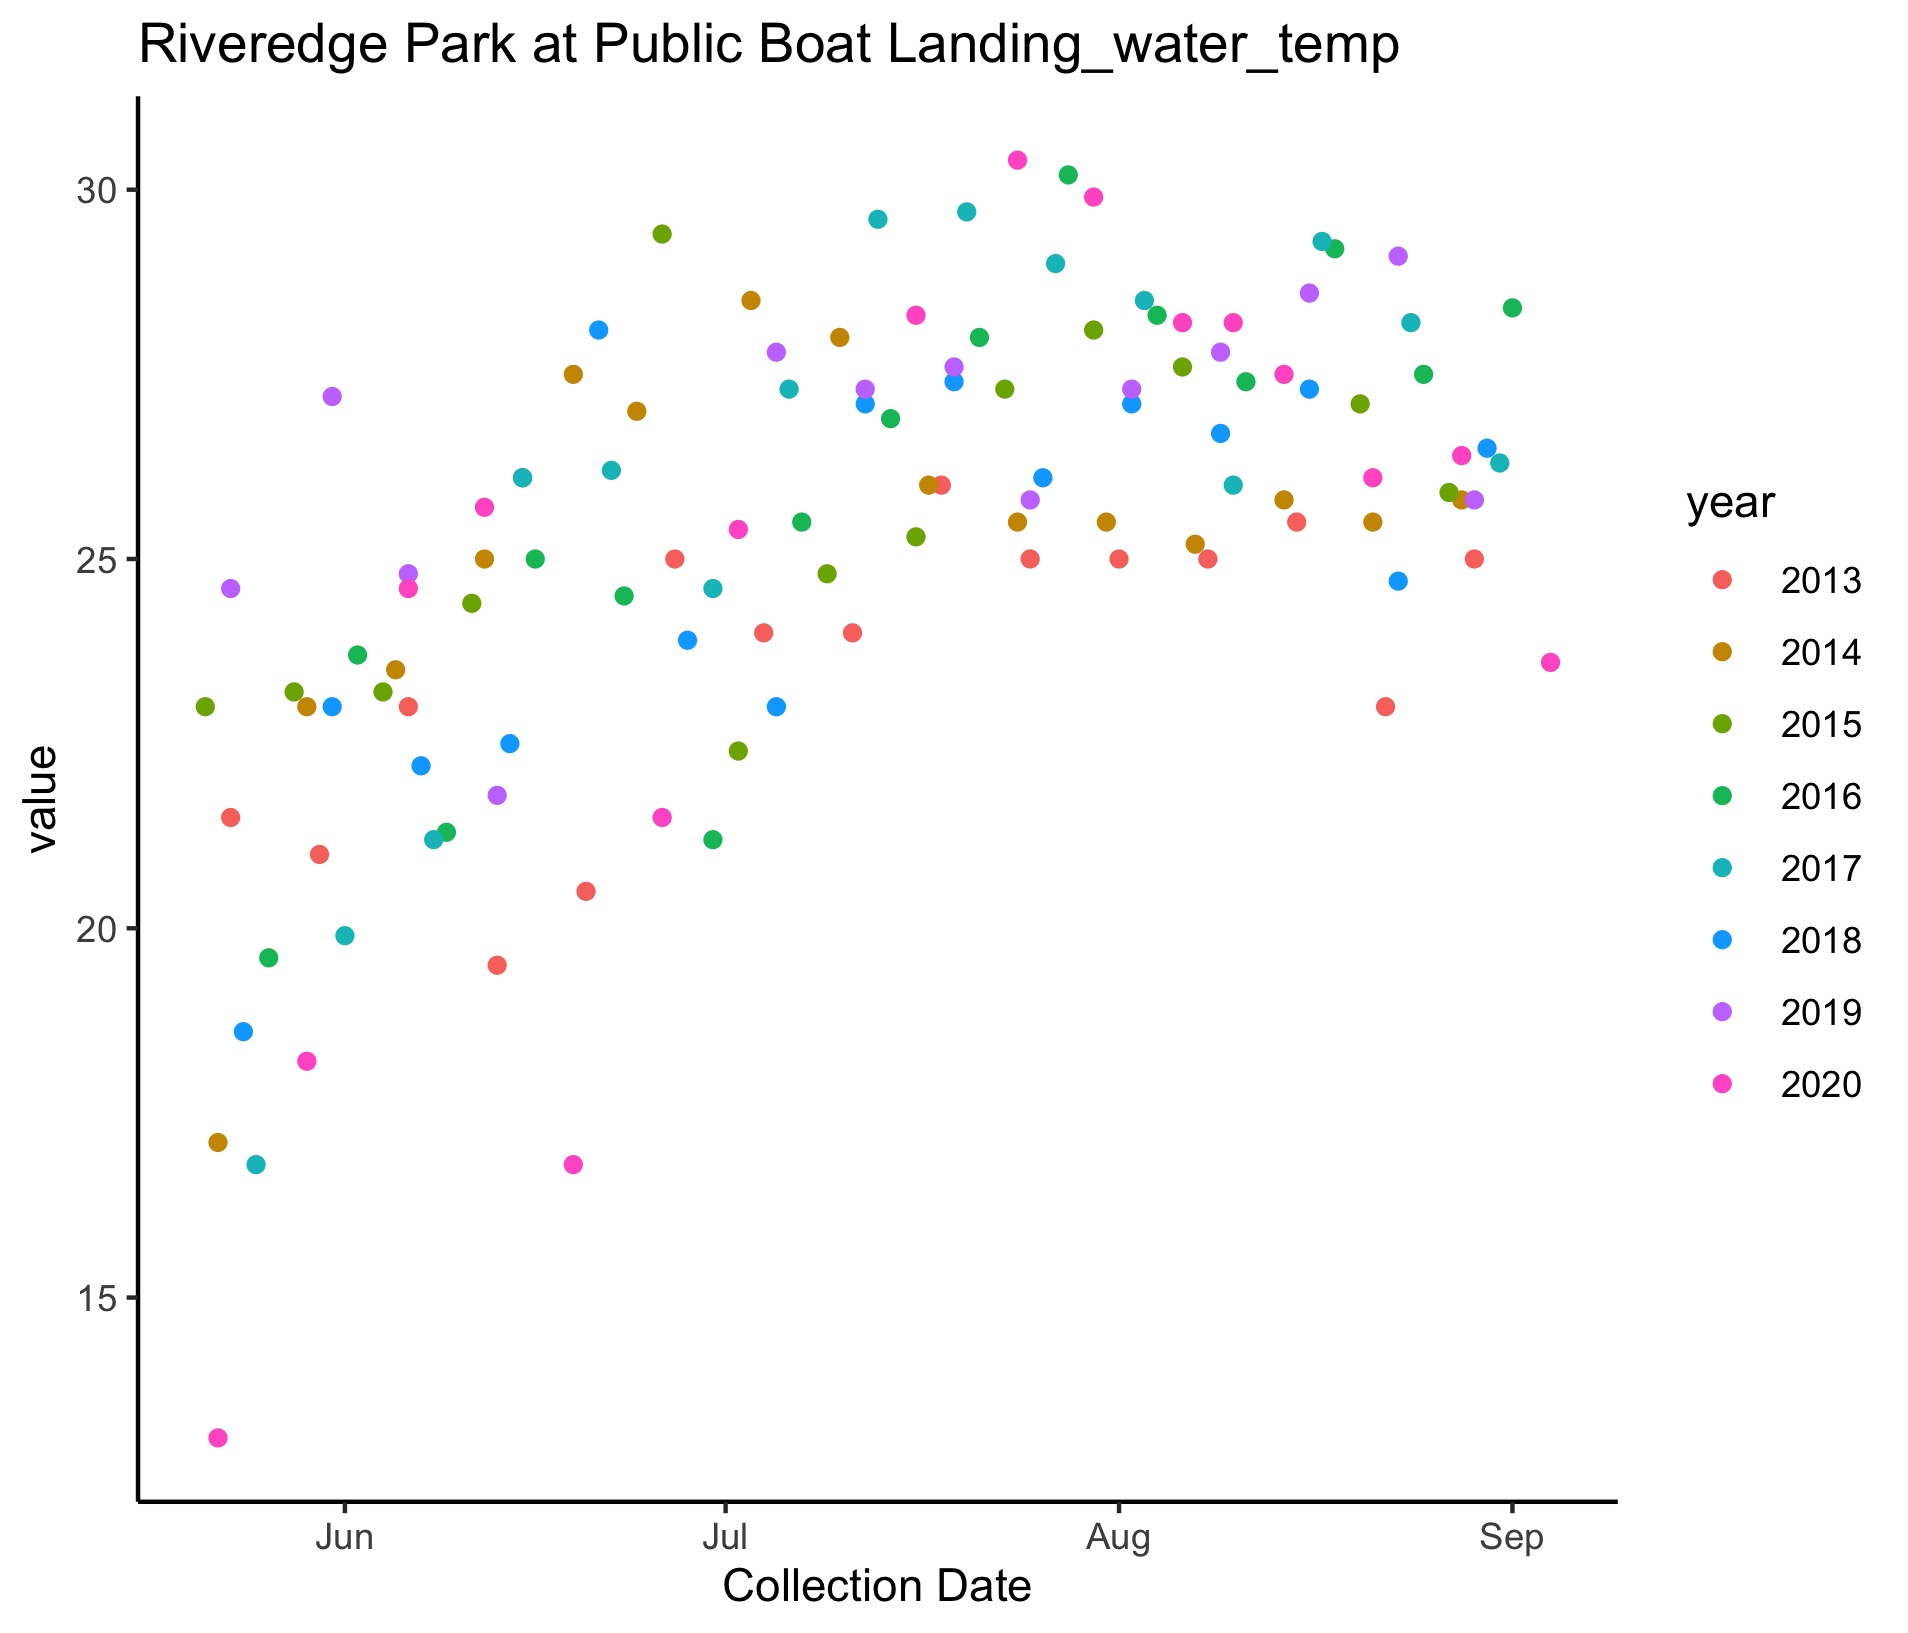 Riveredge Park at Public Boat Landing_water_temp
30
25
20
15
value
Jun
Jul
Aug
Sep
Collection Date
year
2013
2014
2015
2016
2017
2018
2019
2020